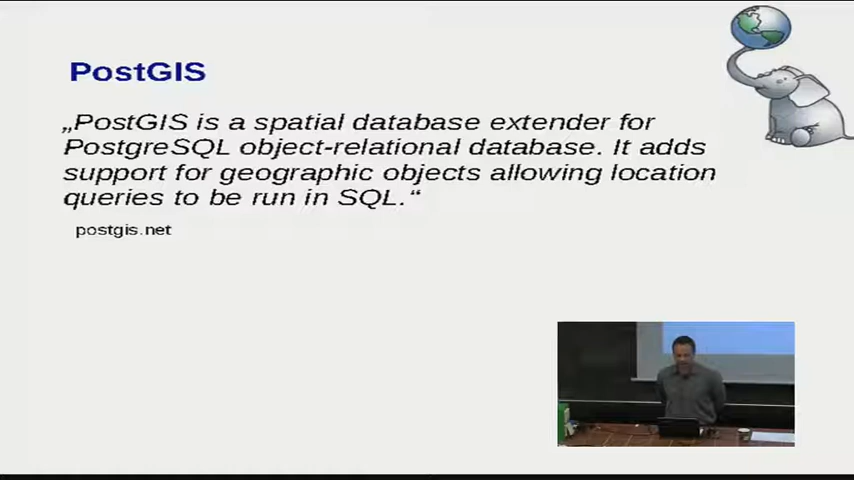 PostGIS
„PostGIS is a spatial database extender for
PostgreSQL object-relational database. It adds
support for geographic objects allowing location
queries to be run in SQL.“
postgis.net